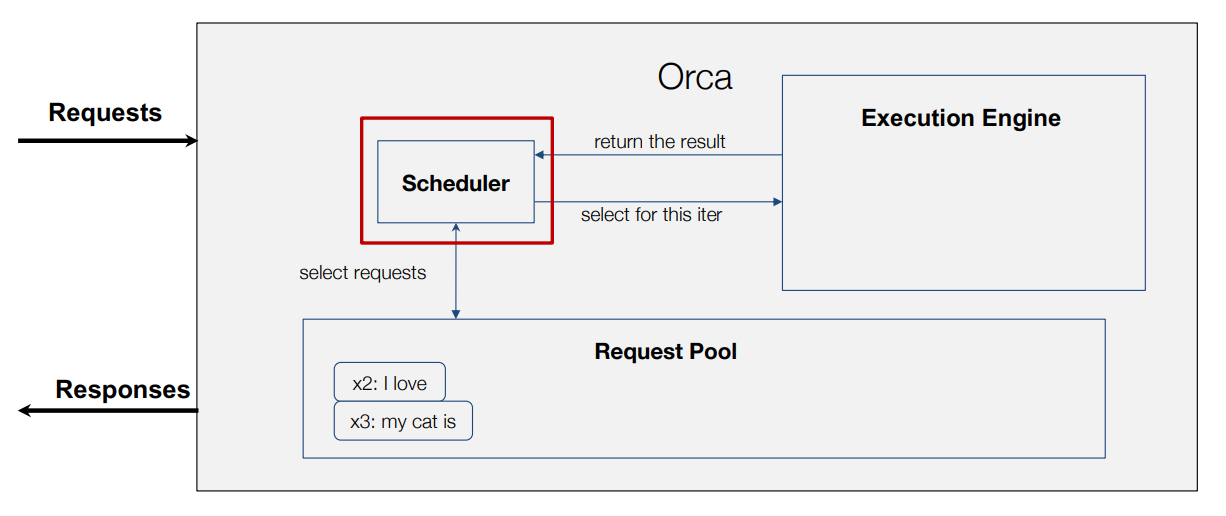 Orca
Requests
Execution Engine
return the result
Scheduler
select for this iter
select requests
Request Pool
x2: I love
Responses
x3: my cat is